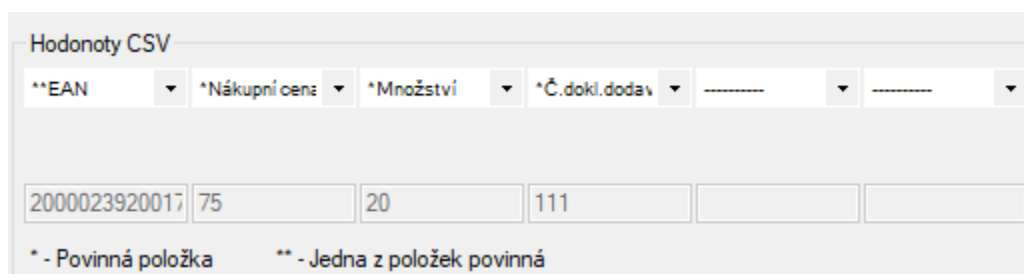 Hodonoty CSV
**EAN *Nákupní cena *Množství *Č.dokl.dodav ---------- ----------
200002392001 75 20 111
* - Povinná položka ** - Jedna z položek povinná